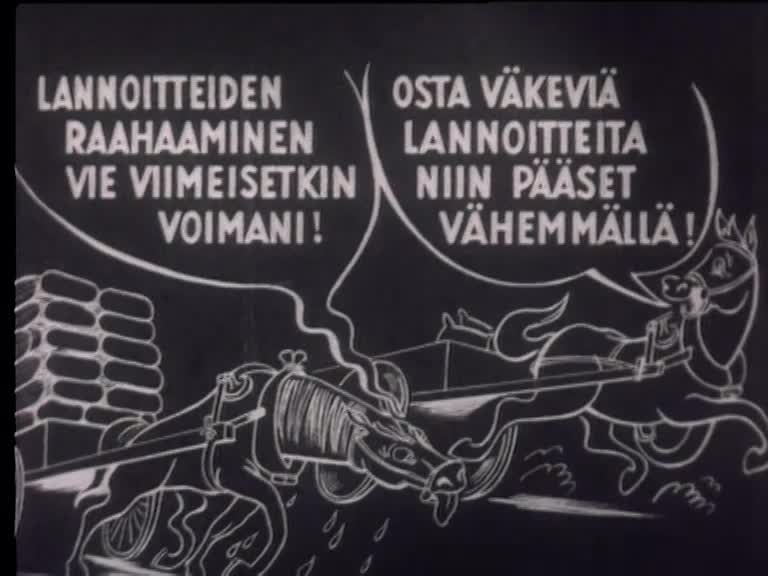 LANNOITTEIDEN
RAAHAAMINEN
VIE VIIMEISETKIN
VOIMANI!
OSTA VÄKEVIÄ
LANNOITTEITA
NIIN PÄÄSET
VÄHEMMÄLLÄ!